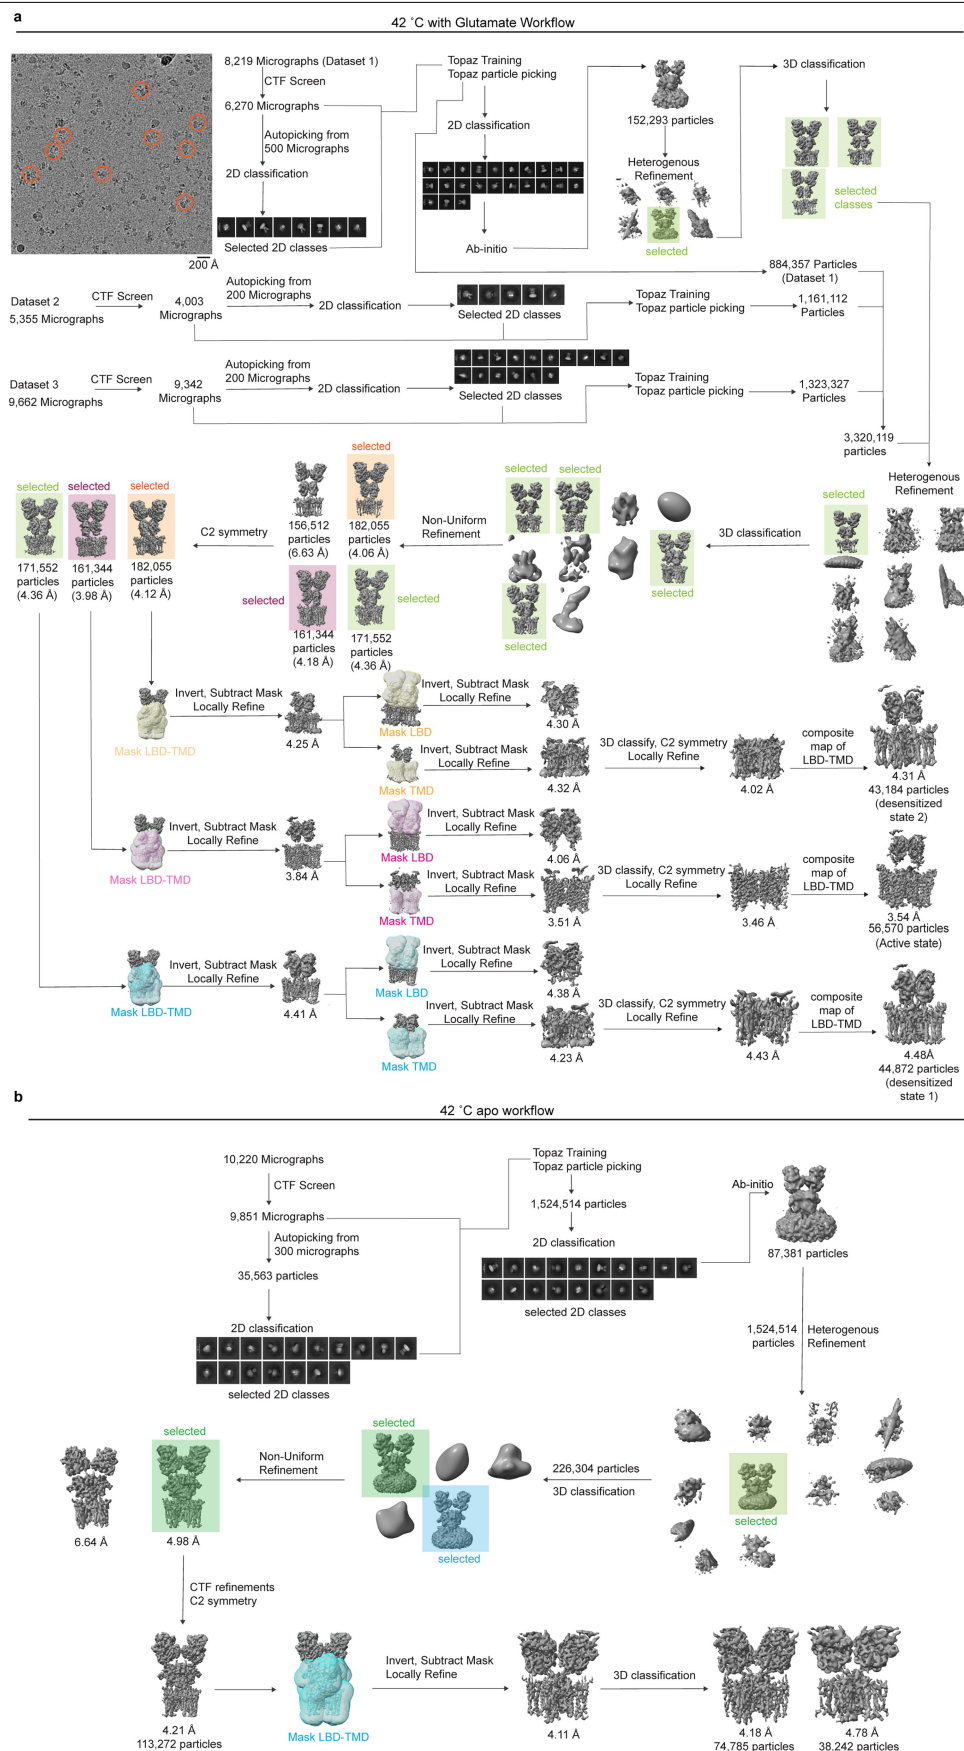 a
42 ˚C with Glutamate Workflow
8,219 Micrographs (Dataset 1)
CTF Screen
6,270 Micrographs
Autopicking from
500 Micrographs
2D classification
Selected 2D classes
200 Å
Topaz Training
Topaz particle picking
2D classification
Ab-initio
152,293 particles
Heterogenous
Refinement
selected
3D classification
selected
classes
884,357 Particles
(Dataset 1)
Dataset 2
5,355 Micrographs
CTF Screen
4,003
Micrographs
Autopicking from
200 Micrographs
2D classification
Selected 2D classes
Topaz Training
Topaz particle picking
1,161,112
Particles
Dataset 3
9,662 Micrographs
CTF Screen
9,342
Micrographs
Autopicking from
200 Micrographs
2D classification
Selected 2D classes
Topaz Training
Topaz particle picking
1,323,327
Particles
3,320,119
particles
Heterogenous
Refinement
selected
3D classification
selected
selected
selected
selected
Non-Uniform
Refinement
selected
156,512
particles
(6.63 Å)
182,055
particles
(4.06 Å)
selected
selected
161,344
particles
(4.18 Å)
171,552
particles
(4.36 Å)
C2 symmetry
selected
selected
selected
171,552
particles
(4.36 Å)
161,344
particles
(3.98 Å)
182,055
particles
(4.12 Å)
Mask LBD-TMD
Invert, Subtract Mask
Locally Refine
4.25 Å
Mask LBD
Invert, Subtract Mask
Locally Refine
4.30 Å
Mask TMD
Invert, Subtract Mask
Locally Refine
4.32 Å
3D classify, C2 symmetry
Locally Refine
4.02 Å
composite
map of
LBD-TMD
4.31 Å
43,184 particles
(desensitized
state 2)
Mask LBD-TMD
Invert, Subtract Mask
Locally Refine
3.84 Å
Mask LBD
Invert, Subtract Mask
Locally Refine
4.06 Å
Mask TMD
Invert, Subtract Mask
Locally Refine
3.51 Å
3D classify, C2 symmetry
Locally Refine
3.46 Å
composite
map of
LBD-TMD
3.54 Å
56,570 particles
(Active state)
Mask LBD-TMD
Invert, Subtract Mask
Locally Refine
4.41 Å
Mask LBD
Invert, Subtract Mask
Locally Refine
4.38 Å
Mask TMD
Invert, Subtract Mask
Locally Refine
4.23 Å
3D classify, C2 symmetry
Locally Refine
4.43 Å
composite
map of
LBD-TMD
4.48Å
44,872 particles
(desensitized
state 1)
b
42 ˚C apo workflow
10,220 Micrographs
CTF Screen
9,851 Micrographs
Autopicking from
300 micrographs
35,563 particles
2D classification
selected 2D classes
Topaz Training
Topaz particle picking
1,524,514 particles
2D classification
selected 2D classes
Ab-initio
87,381 particles
1,524,514
particles
Heterogenous
Refinement
selected
226,304 particles
3D classification
selected
selected
Non-Uniform
Refinement
selected
6.64 Å
4.98 Å
CTF refinements
C2 symmetry
4.21 Å
113,272 particles
Mask LBD-TMD
Invert, Subtract Mask
Locally Refine
4.11 Å
3D classification
4.18 Å
74,785 particles
4.78 Å
38,242 particles